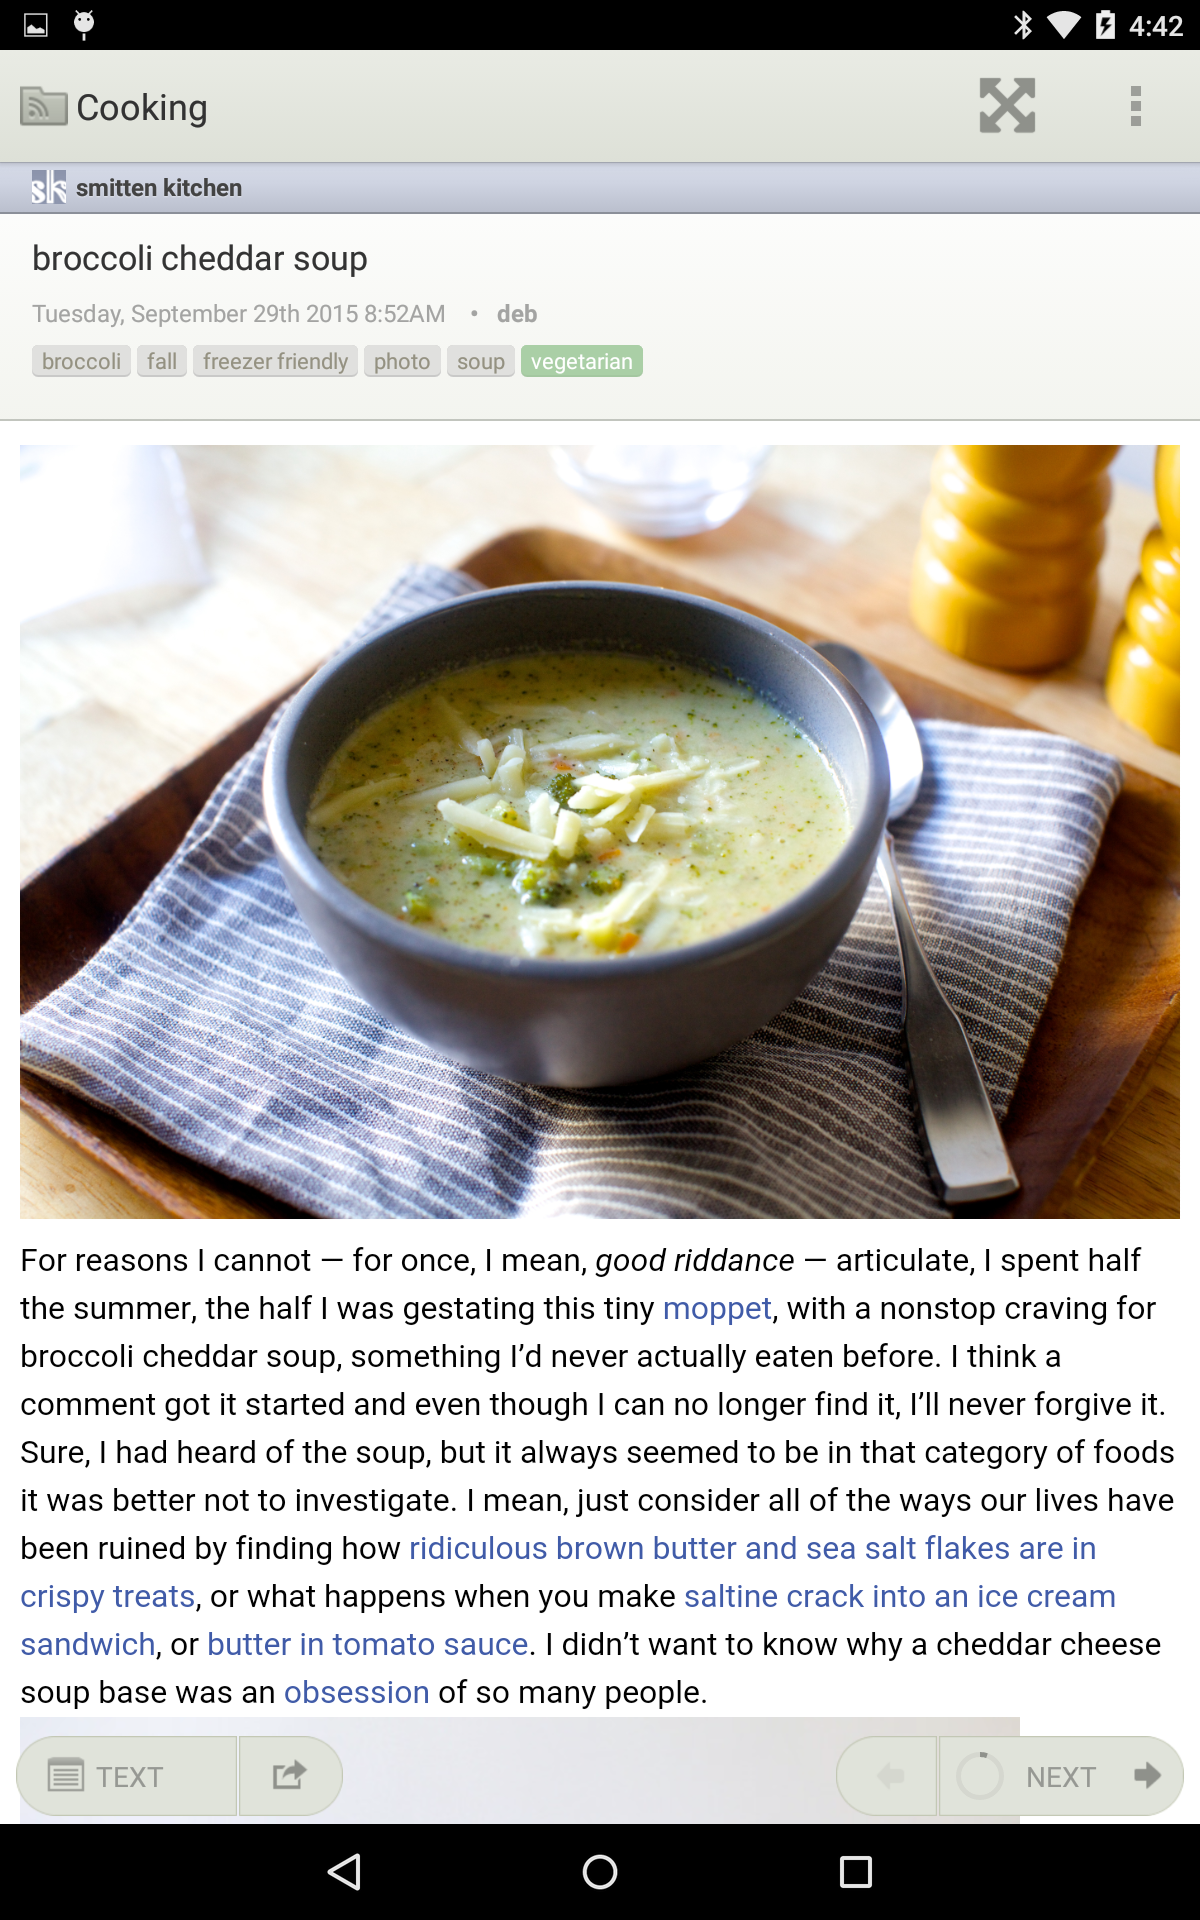 4:42
Cooking
sk smitten kitchen
broccoli cheddar soup
Tuesday, September 29th 2015 8:52AM • deb
broccoli fall freezer friendly photo soup vegetarian
For reasons I cannot — for once, I mean, good riddance — articulate, I spent half
the summer, the half I was gestating this tiny moppet, with a nonstop craving for
broccoli cheddar soup, something I’d never actually eaten before. I think a
comment got it started and even though I can no longer find it, I’ll never forgive it.
Sure, I had heard of the soup, but it always seemed to be in that category of foods
it was better not to investigate. I mean, just consider all of the ways our lives have
been ruined by finding how ridiculous brown butter and sea salt flakes are in
crispy treats, or what happens when you make saltine crack into an ice cream
sandwich, or butter in tomato sauce. I didn’t want to know why a cheddar cheese
soup base was an obsession of so many people.
TEXT NEXT